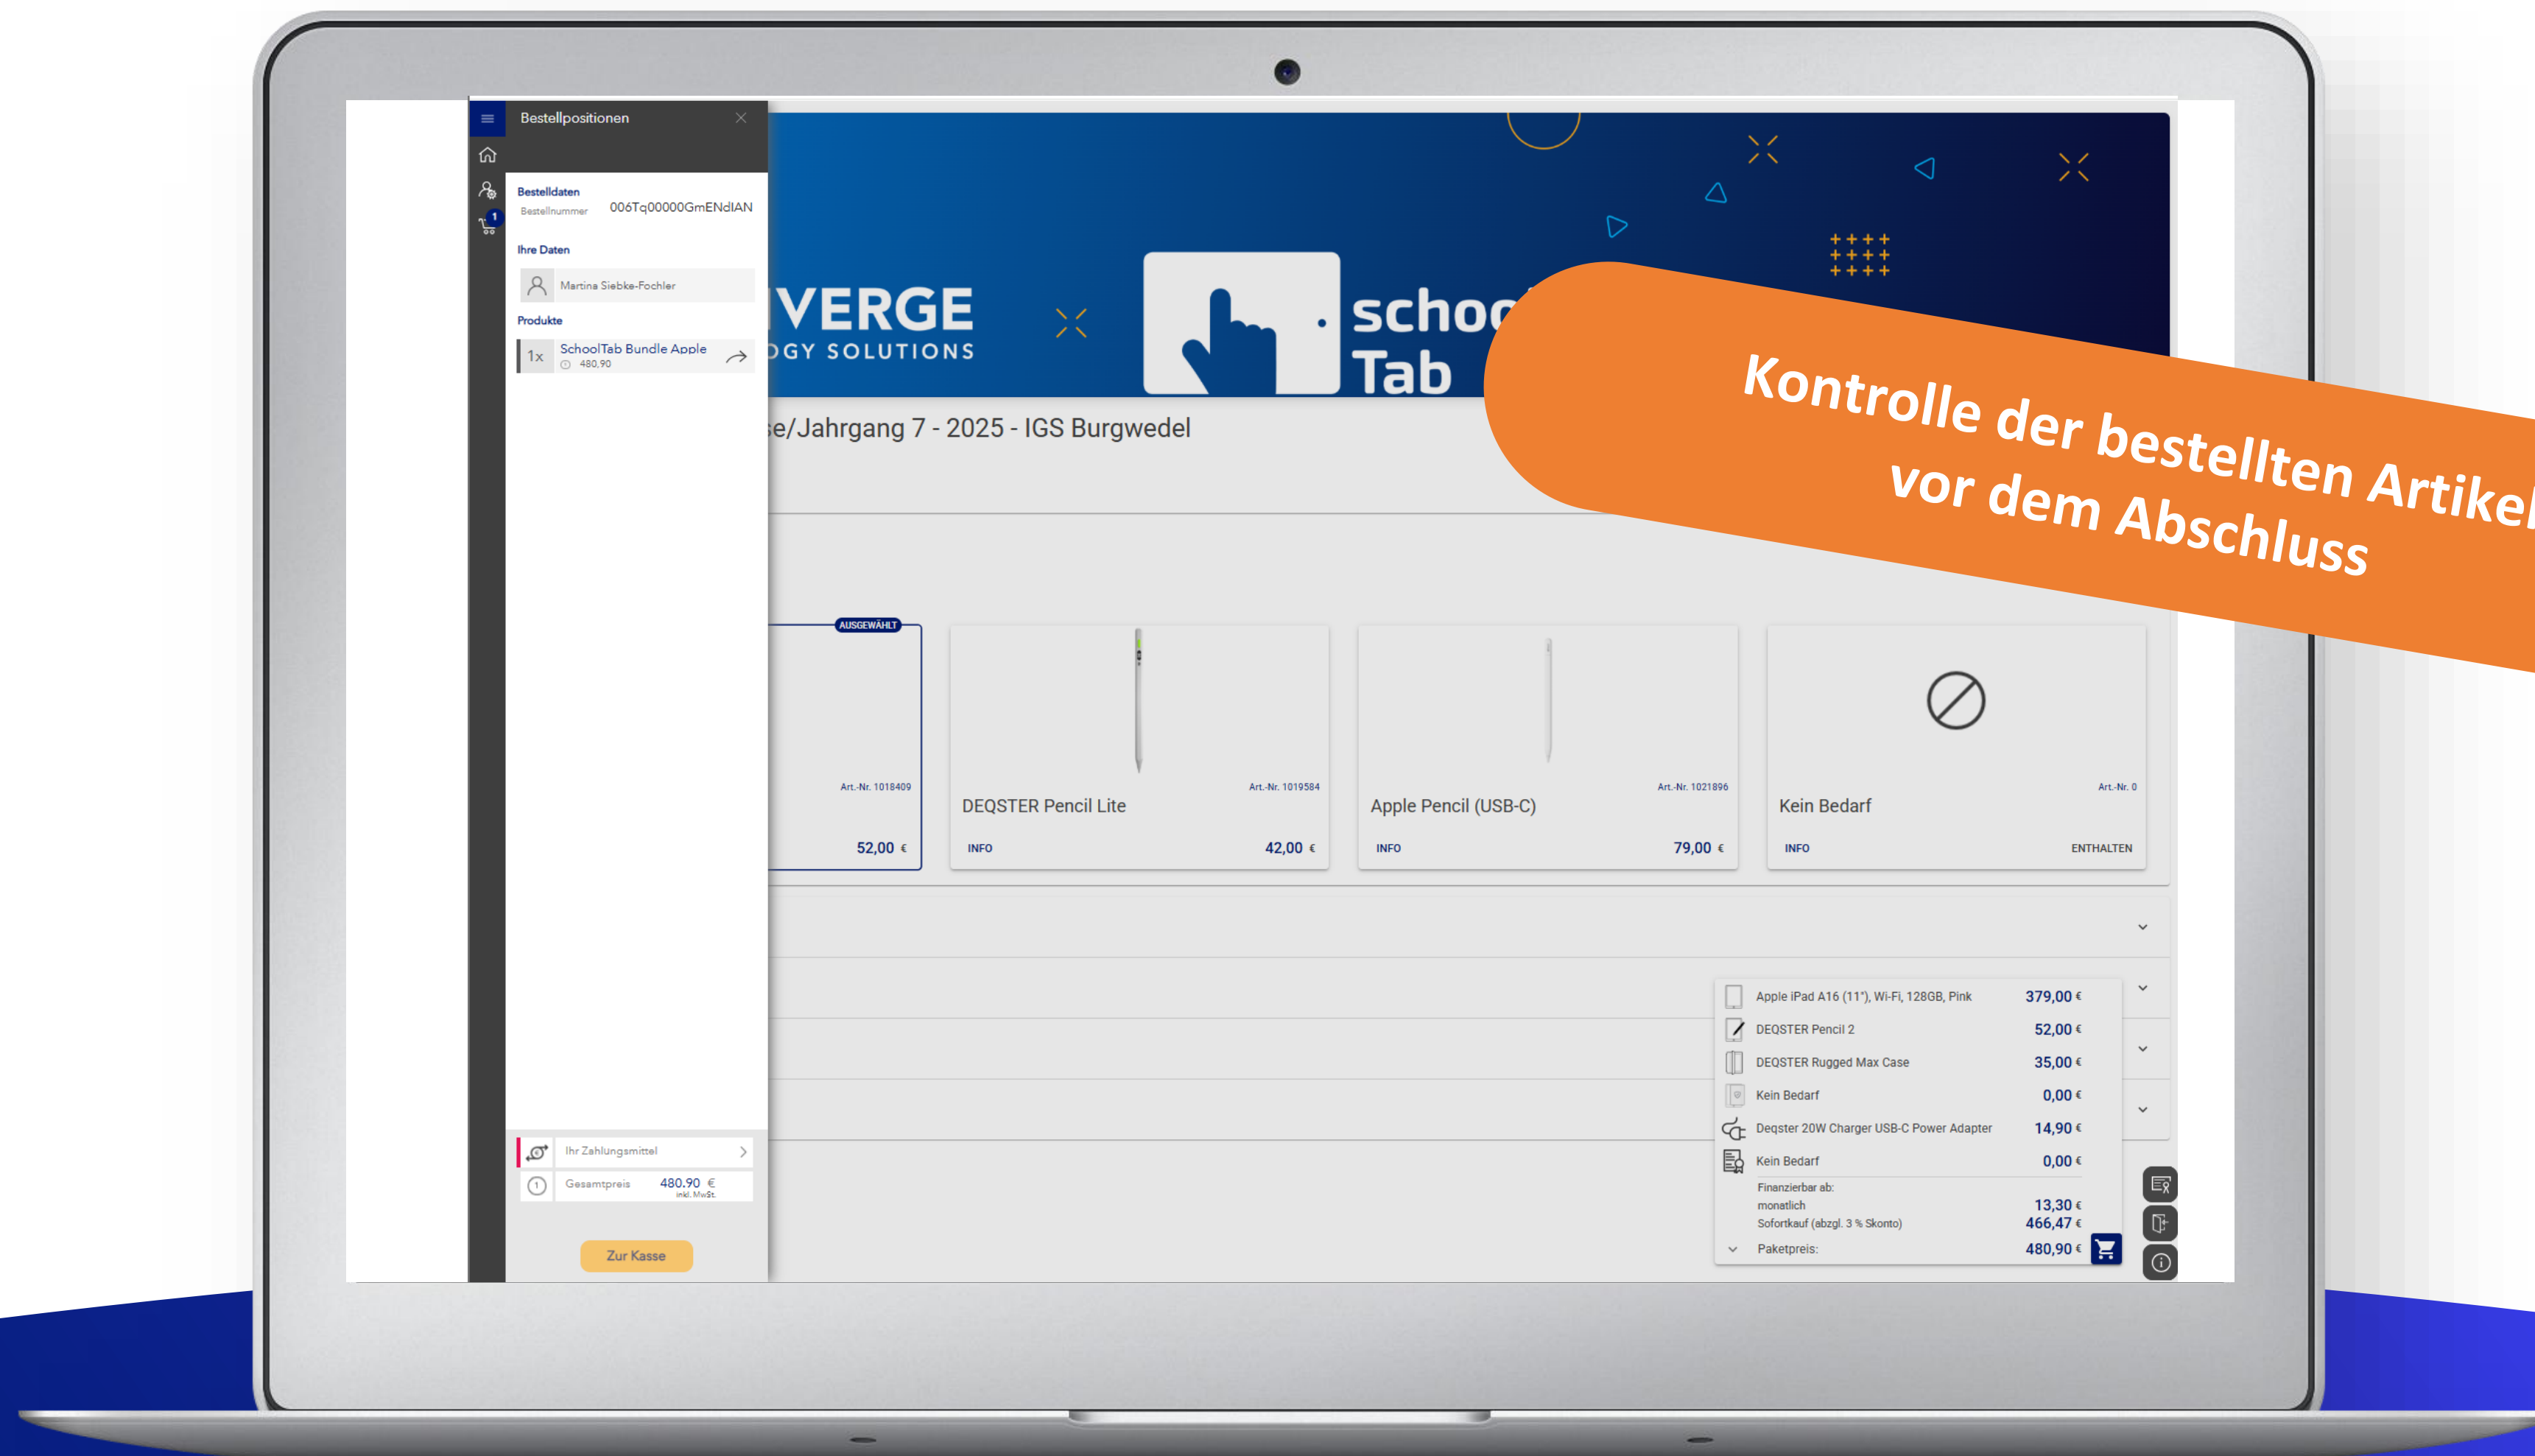 Bestellpositionen
1
Bestelldaten
Bestellnummer 006Tq00000GmENdIAN
Ihre Daten
Martina Siebke-Fochler
Produkte
1x SchoolTab Bundle Apple
480,90
VERGE
OGY SOLUTIONS
schoo
Tab
Kontrolle der bestellten Artikel
vor dem Abschluss
se/Jahrgang 7 - 2025 - IGS Burgwedel
AUSGEWÄHLT
Art.-Nr. 1018409
52,00 €
Art.-Nr. 1019584
DEQSTER Pencil Lite
INFO 42,00 €
Art.-Nr. 1021896
Apple Pencil (USB-C)
INFO 79,00 €
Art.-Nr. 0
Kein Bedarf
INFO ENTHALTEN
Apple iPad A16 (11"), Wi-Fi, 128GB, Pink 379,00 €
DEQSTER Pencil 2 52,00 €
DEQSTER Rugged Max Case 35,00 €
Kein Bedarf 0,00 €
Deqster 20W Charger USB-C Power Adapter 14,90 €
Kein Bedarf 0,00 €
Finanzierbar ab:
monatlich 13,30 €
Sofortkauf (abzgl. 3 % Skonto) 466,47 €
Paketpreis: 480,90 €
Ihr Zahlungsmittel
1 Gesamtpreis 480.90 €
inkl. MwSt.
Zur Kasse